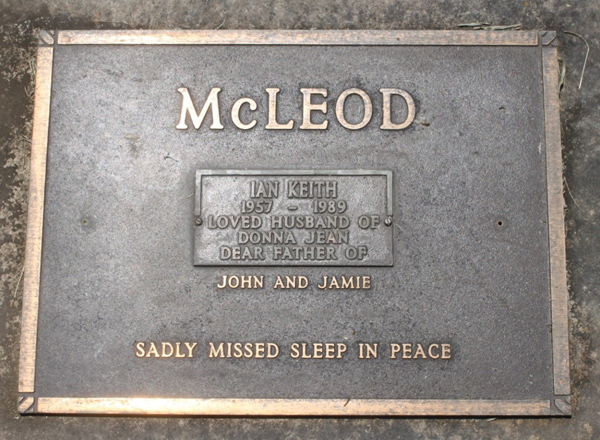 McLEOD
IAN KEITH
1957 - 1989
LOVED HUSBAND OF
DONNA JEAN
DEAR FATHER OF
JOHN AND JAMIE
SADLY MISSED SLEEP IN PEACE